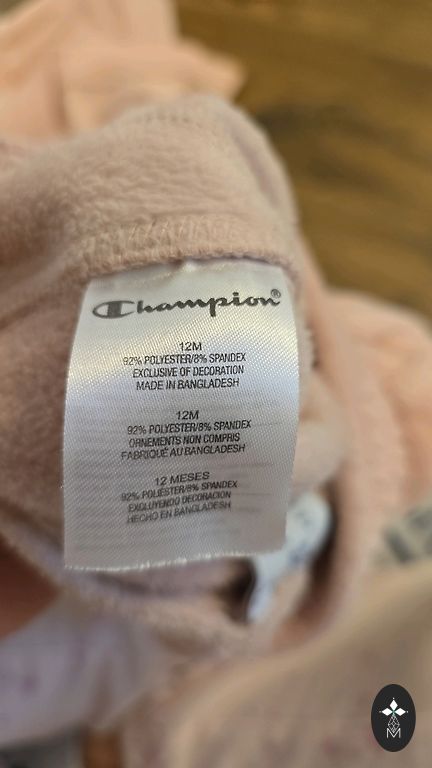 Champion®
12M
92% POLYESTER/8% SPANDEX
EXCLUSIVE OF DECORATION
MADE IN BANGLADESH
12M
92% POLYESTER/8% SPANDEX
ORNEMENTS NON COMPRIS
FABRIQUÉ AU BANGLADESH
12 MESES
92% POLIÉSTER/8% SPANDEX
EXCLUYENDO DECORACION
HECHO EN BANGLADESH
M